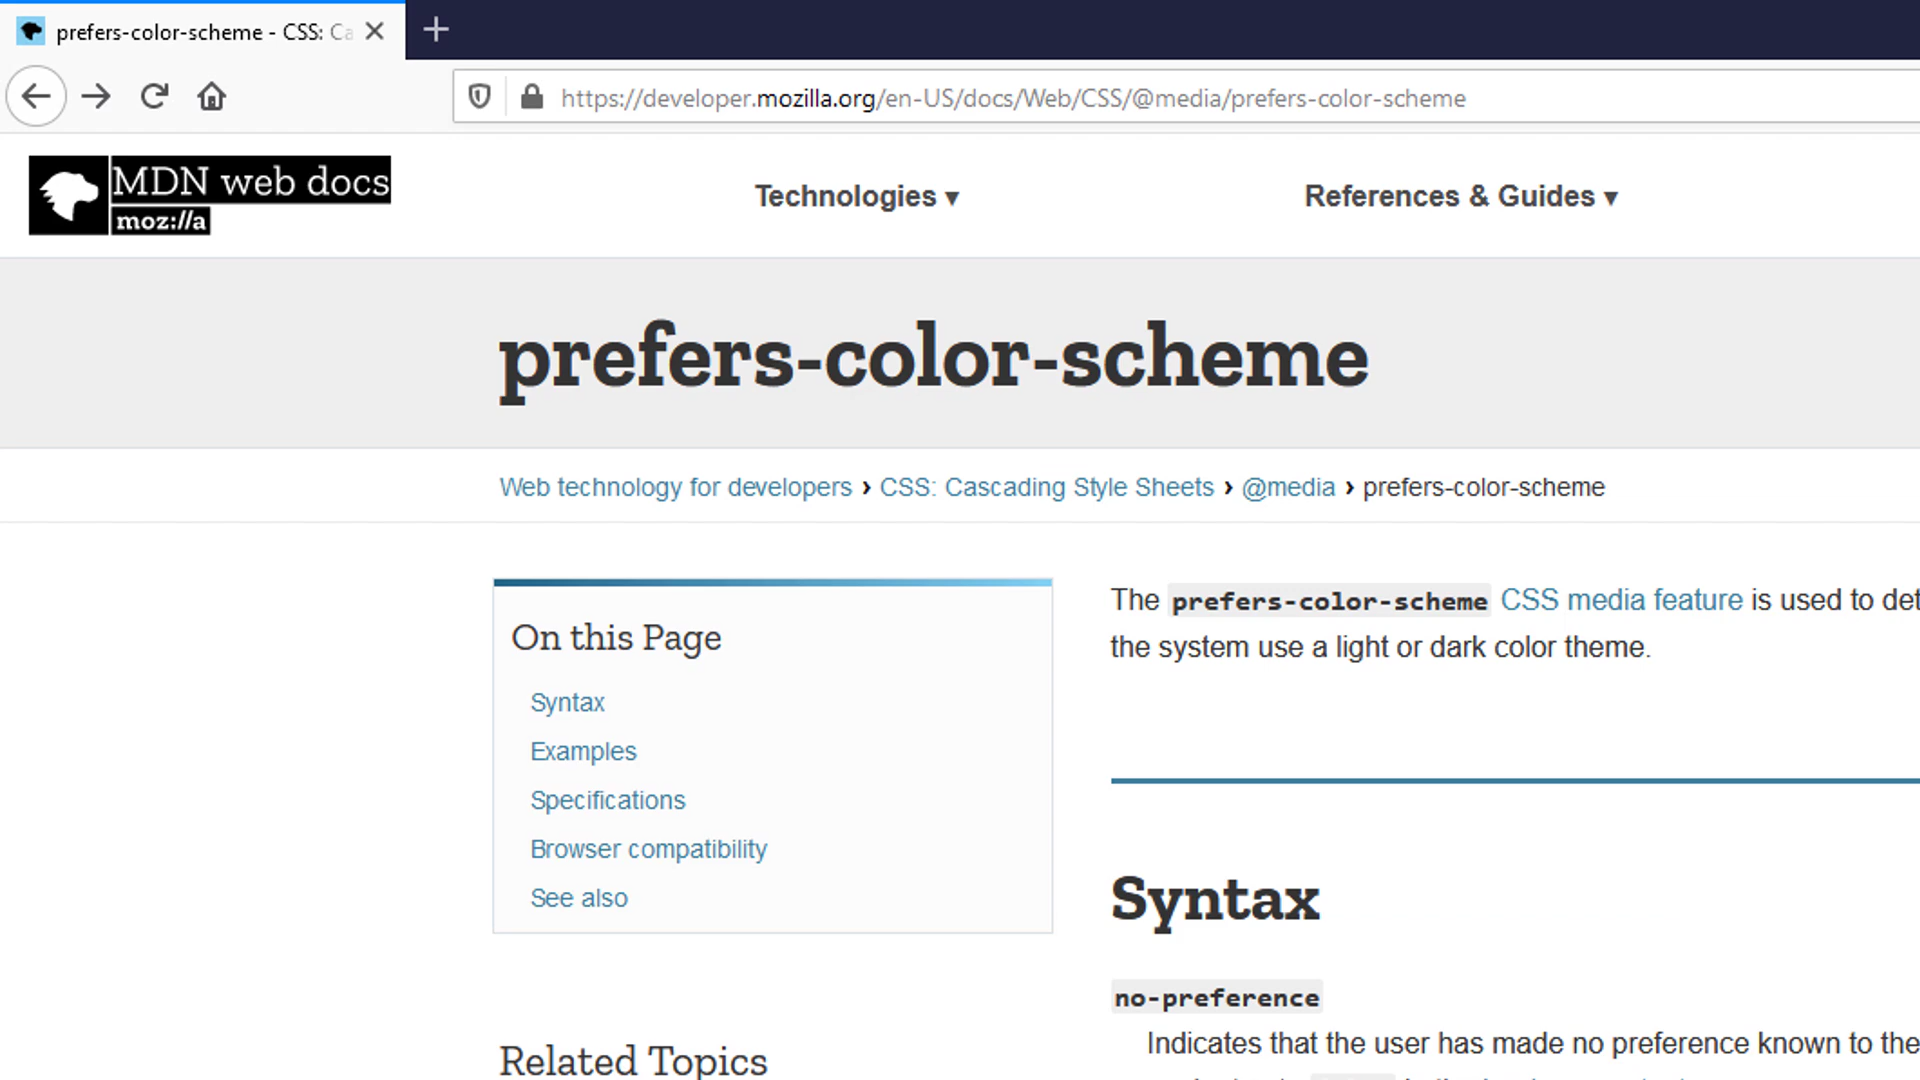 prefers-color-scheme - CSS: Ca
https://developer.mozilla.org/en-US/docs/Web/CSS/@media/prefers-color-scheme
MDN web docs
moz://a
Technologies ▾
References & Guides ▾
prefers-color-scheme
Web technology for developers › CSS: Cascading Style Sheets › @media › prefers-color-scheme
On this Page
Syntax
Examples
Specifications
Browser compatibility
See also
Related Topics
The prefers-color-scheme CSS media feature is used to det
the system use a light or dark color theme.
Syntax
no-preference
Indicates that the user has made no preference known to the